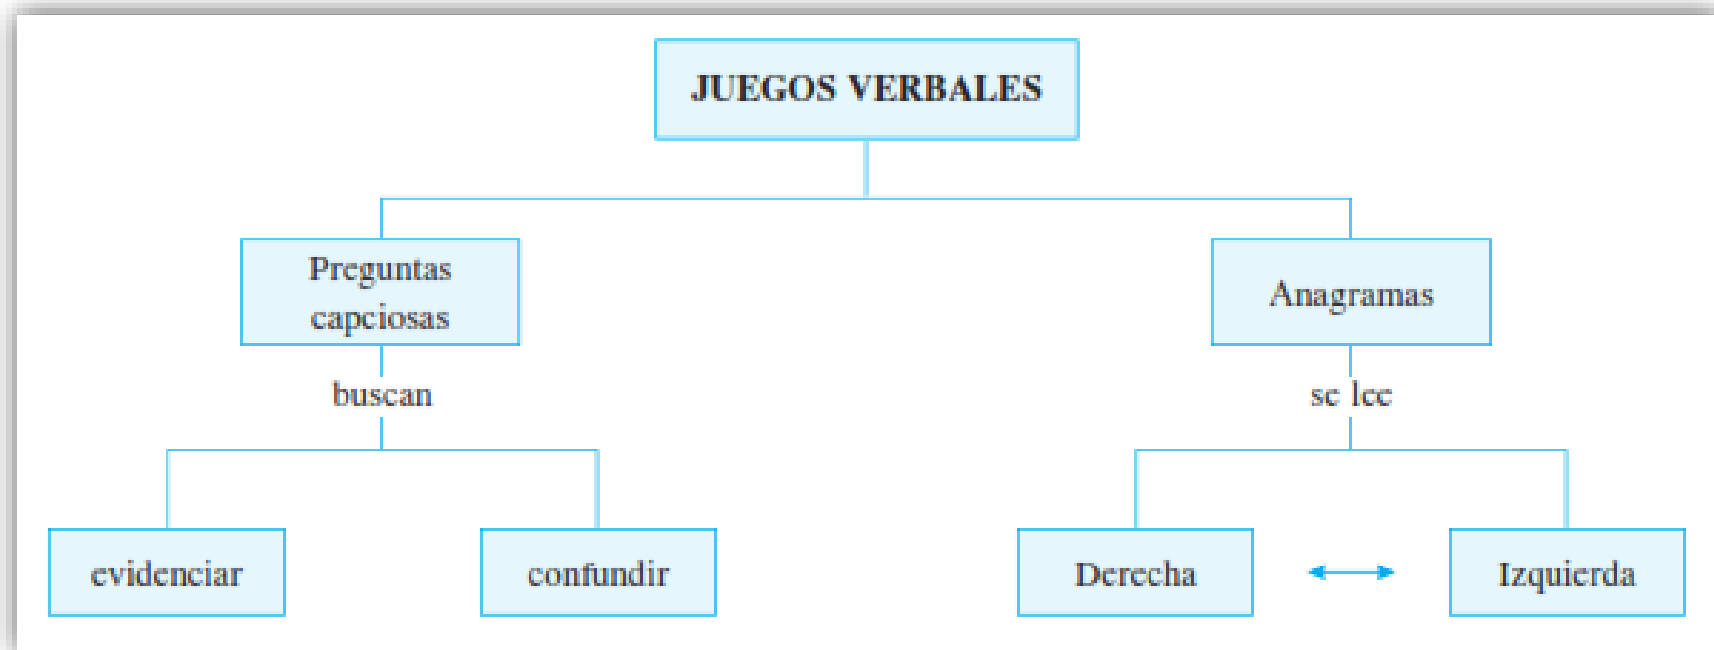 JUEGOS VERBALES
Preguntas
capciosas
Anagramas
buscan
se lee
evidenciar
confundir
Derecha
Izquierda